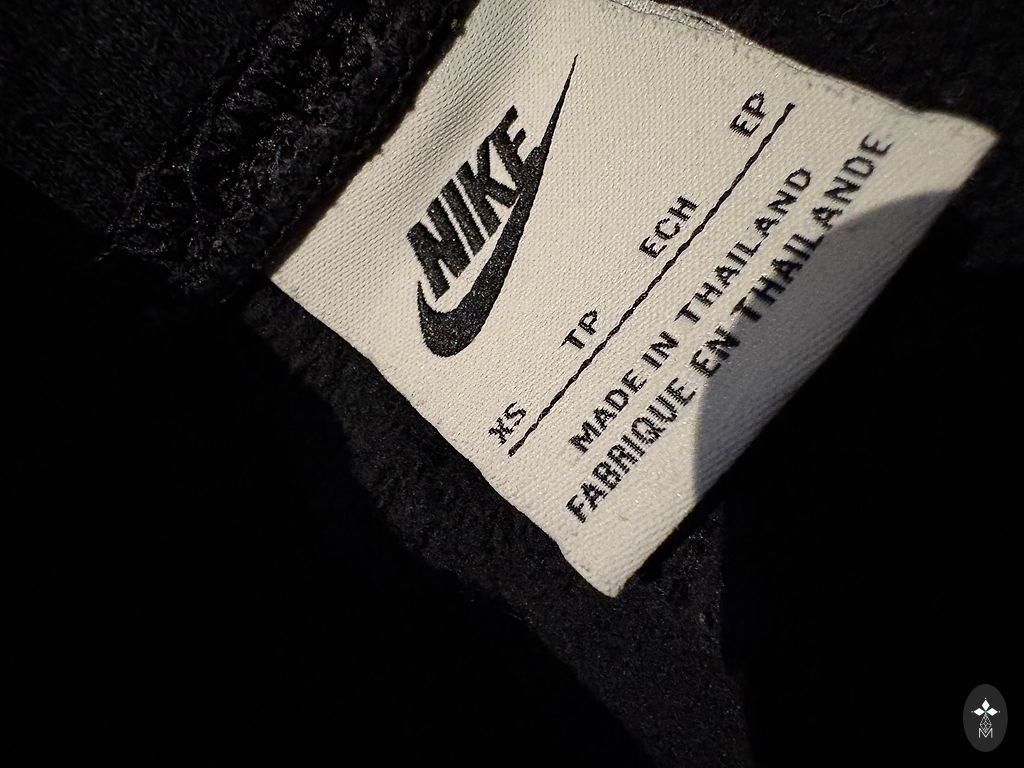 NIKE
XS TP ECH EP
MADE IN THAILAND
FABRIQUE EN THAILANDE
M